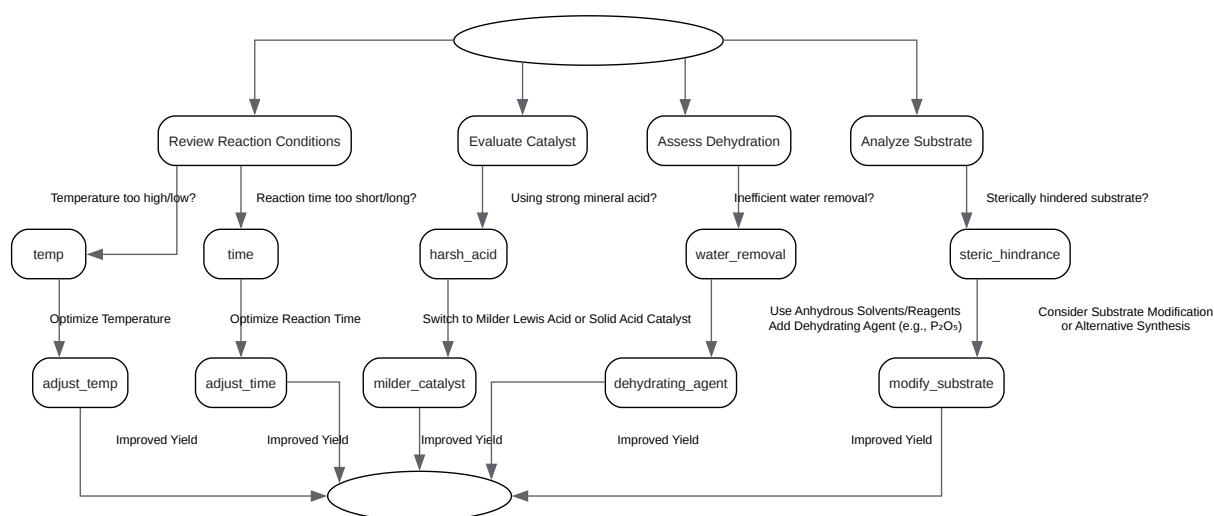 Review Reaction Conditions
Evaluate Catalyst
Assess Dehydration
Analyze Substrate
Temperature too high/low?
Reaction time too short/long?
Using strong mineral acid?
Inefficient water removal?
Sterically hindered substrate?
temp
time
harsh_acid
water_removal
steric_hindrance
Optimize Temperature
Optimize Reaction Time
Switch to Milder Lewis Acid or Solid Acid Catalyst
Use Anhydrous Solvents/Reagents
Add Dehydrating Agent (e.g., P₂O₅)
Consider Substrate Modification
or Alternative Synthesis
adjust_temp
adjust_time
milder_catalyst
dehydrating_agent
modify_substrate
Improved Yield
Improved Yield
Improved Yield
Improved Yield
Improved Yield